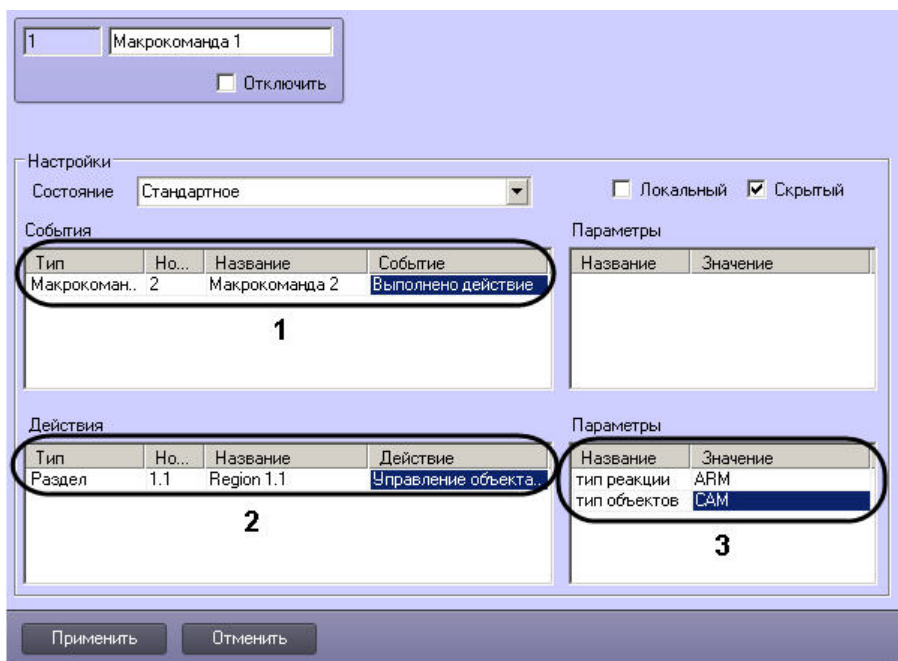 1 Макрокоманда 1
Отключить
Настройки
Состояние Стандартное Локальный Скрытый
События Параметры
Тип Но... Название Событие Название Значение
Макрокоман.. 2 Макрокоманда 2 Выполнено действие
1
Действия Параметры
Тип Но... Название Действие Название Значение
Раздел 1.1 Region 1.1 Управление объекта.. тип реакции ARM
тип объектов CAM
2 3
Применить Отменить